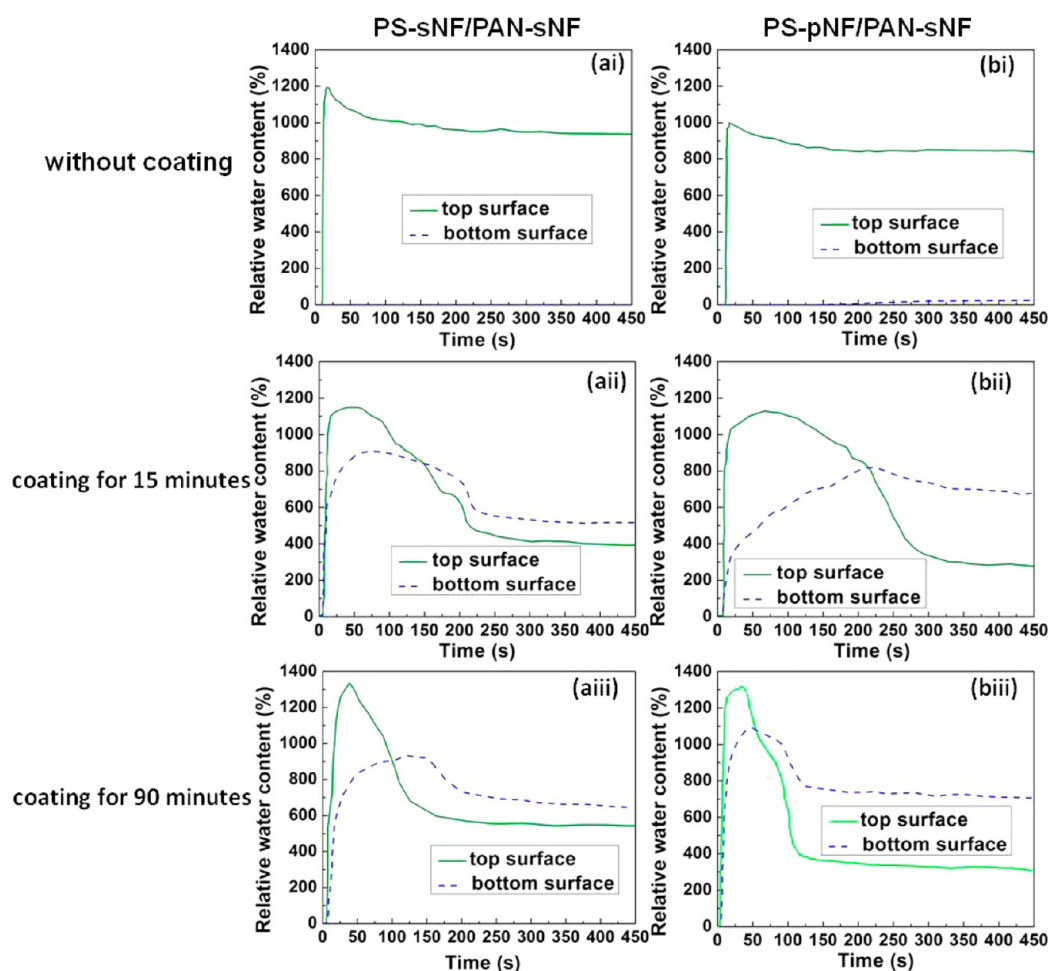 PS-sNF/PAN-sNF
PS-pNF/PAN-sNF
without coating
Relative water content (%)
1400
1200
1000
800
600
400
200
0
(ai)
top surface
bottom surface
0 50 100 150 200 250 300 350 400 450
Time (s)
Relative water content (%)
1400
1200
1000
800
600
400
200
0
(bi)
top surface
bottom surface
0 50 100 150 200 250 300 350 400 450
Time (s)
coating for 15 minutes
Relative water content (%)
1400
1200
1000
800
600
400
200
0
(aii)
top surface
bottom surface
0 50 100 150 200 250 300 350 400 450
Time (s)
Relative water content (%)
1400
1200
1000
800
600
400
200
0
(bii)
top surface
bottom surface
0 50 100 150 200 250 300 350 400 450
Time (s)
coating for 90 minutes
Relative water content (%)
1400
1200
1000
800
600
400
200
0
(aiii)
top surface
bottom surface
0 50 100 150 200 250 300 350 400 450
Time (s)
Relative water content (%)
1400
1200
1000
800
600
400
200
0
(biii)
top surface
bottom surface
0 50 100 150 200 250 300 350 400 450
Time (s)